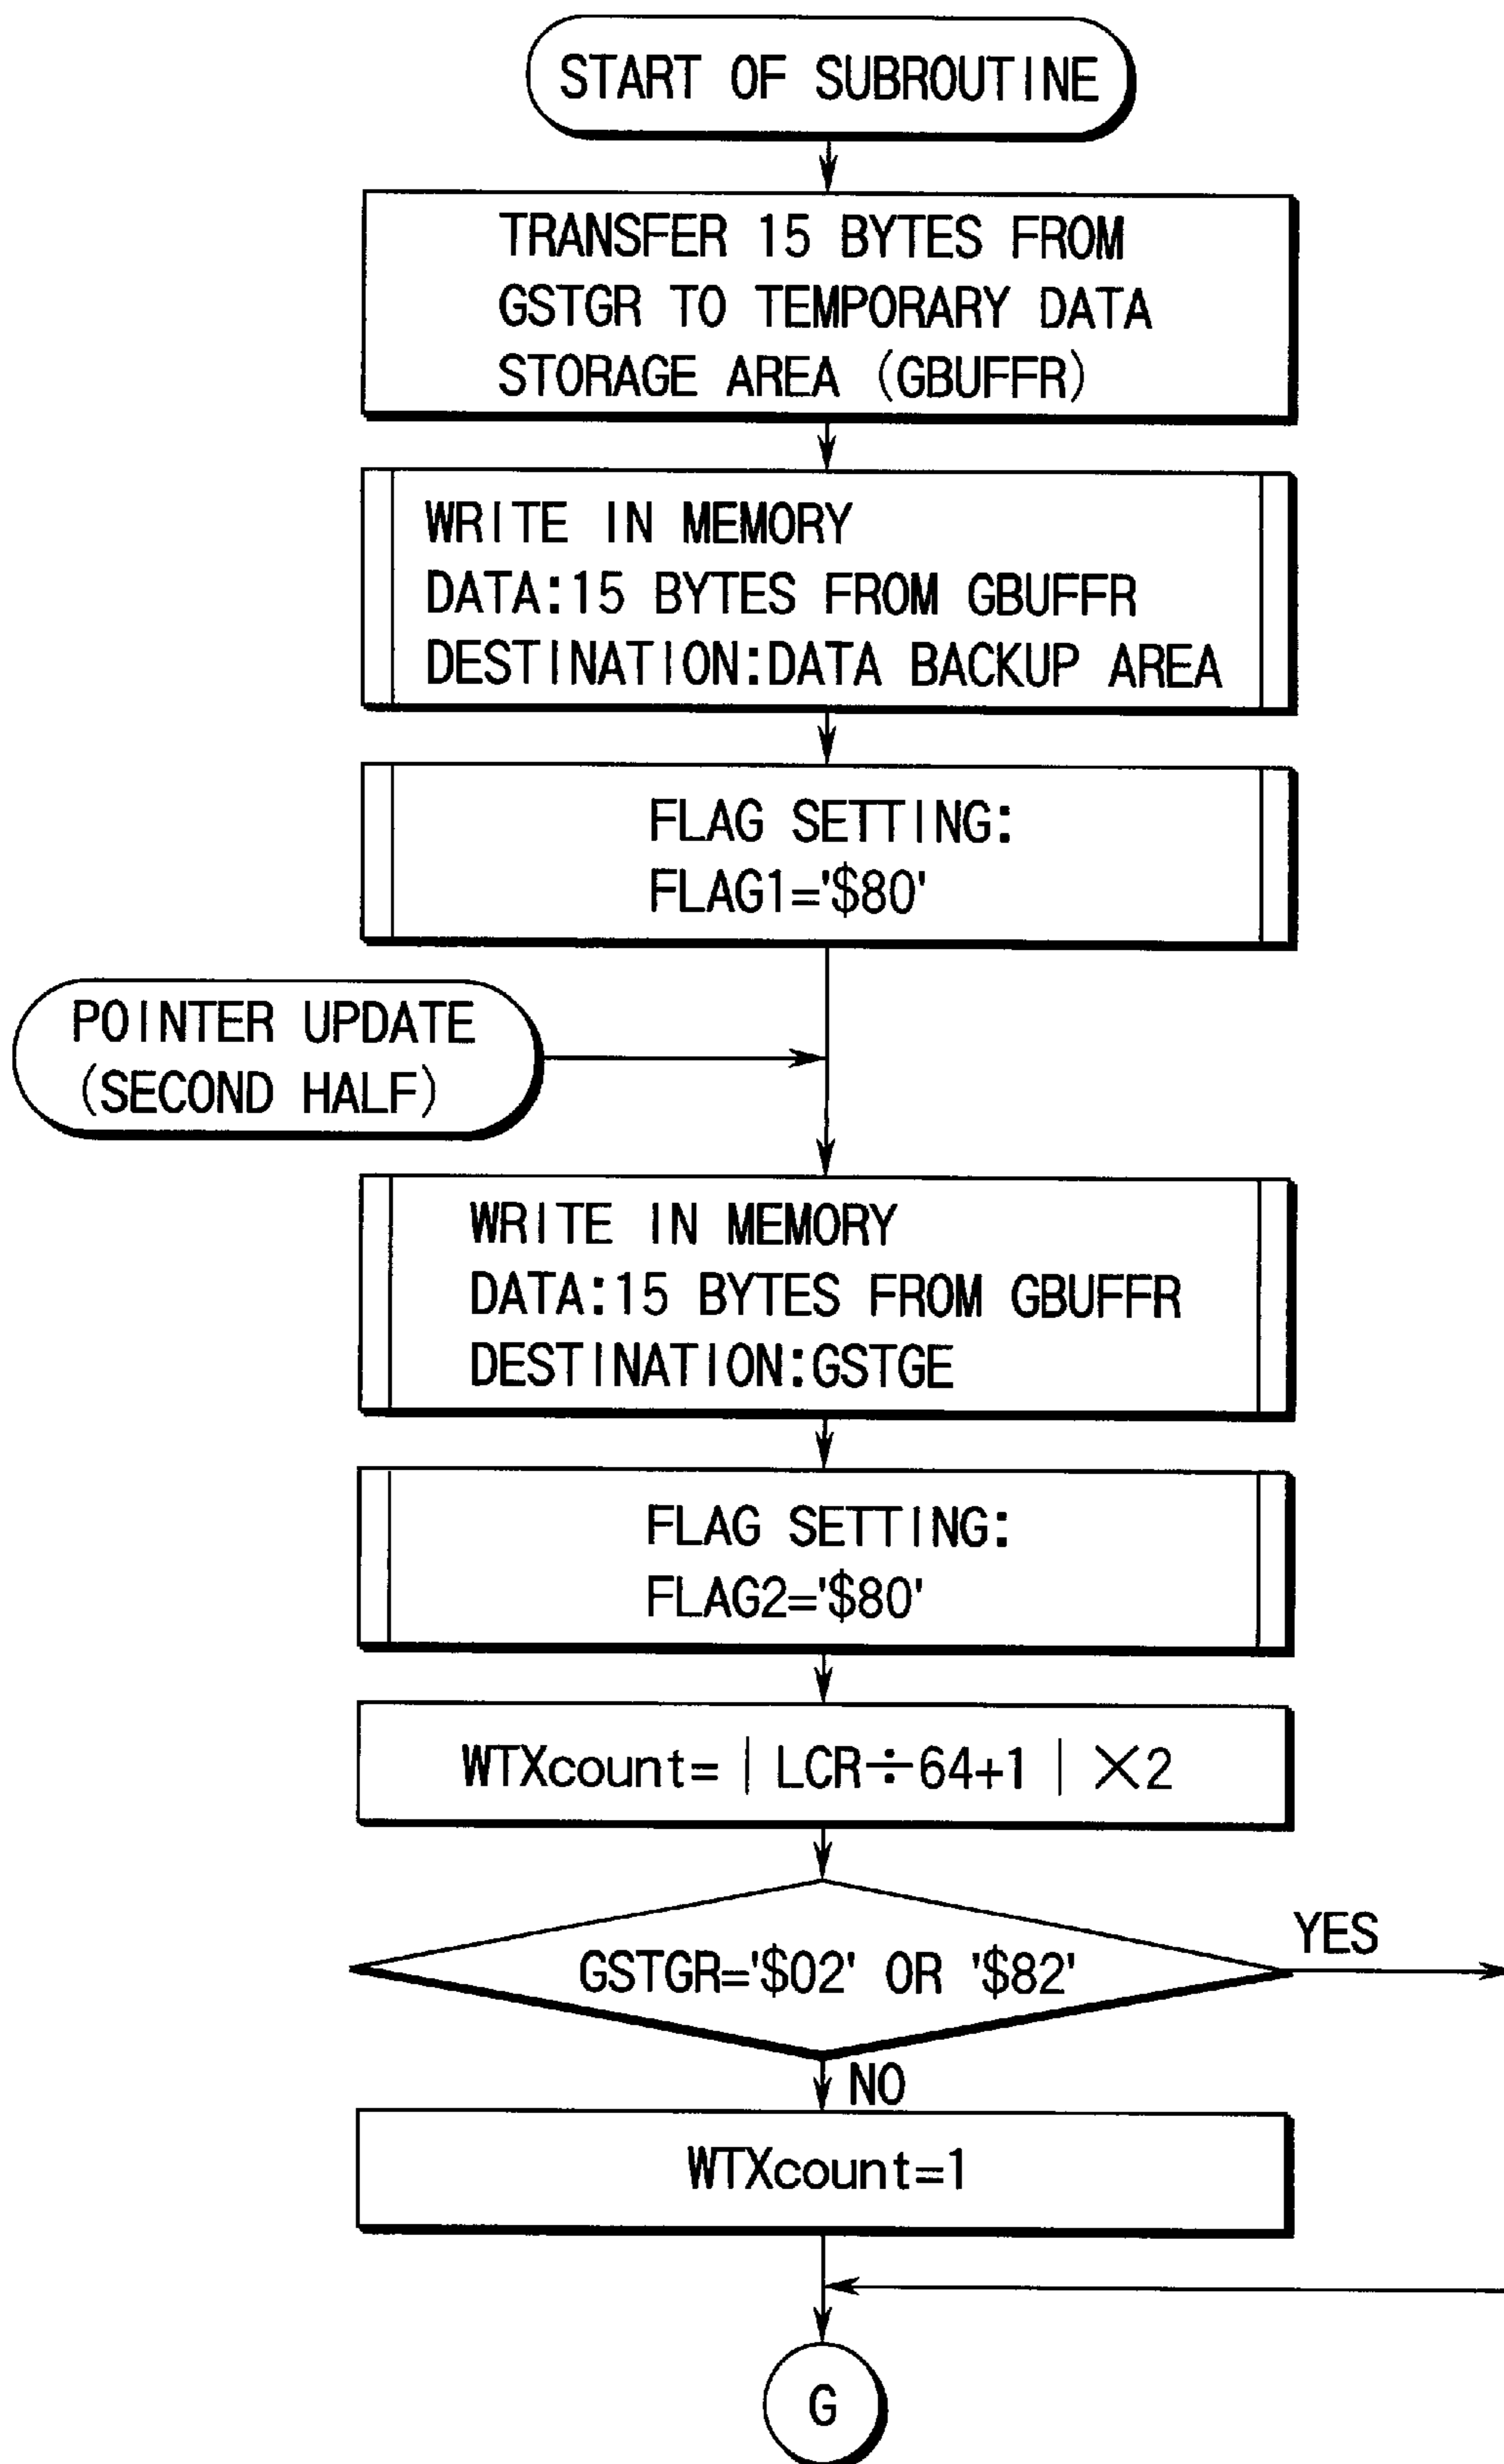 START OF SUBROUTINE
TRANSFER 15 BYTES FROM
GSTGR TO TEMPORARY DATA
STORAGE AREA (GBUFFR)
WRITE IN MEMORY
DATA:15 BYTES FROM GBUFFR
DESTINATION:DATA BACKUP AREA
FLAG SETTING:
FLAG1='$80'
POINTER UPDATE
(SECOND HALF)
WRITE IN MEMORY
DATA:15 BYTES FROM GBUFFR
DESTINATION:GSTGE
FLAG SETTING:
FLAG2='$80'
WTXcount=|LCR÷64+1|×2
GSTGR='$02' OR '$82'
YES
NO
WTXcount=1
G